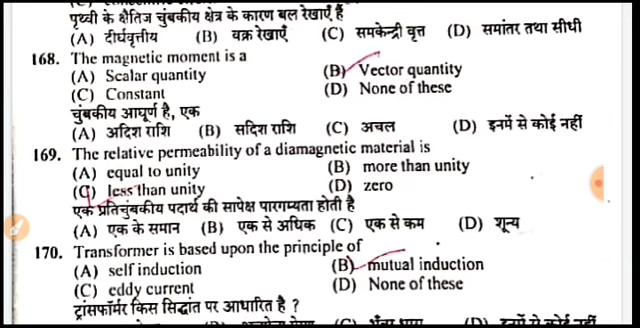 पृथ्वी के क्षैतिज चुंबकीय क्षेत्र के कारण बल रेखाएँ हैं
(A) दीर्घवृत्तीय (B) वक्र रेखाएँ (C) समकेन्द्री वृत्त (D) समांतर तथा सीधी
168. The magnetic moment is a
(A) Scalar quantity (B) Vector quantity
(C) Constant (D) None of these
चुंबकीय आघूर्ण है, एक
(A) अदिश राशि (B) सदिश राशि (C) अचल (D) इनमें से कोई नहीं
169. The relative permeability of a diamagnetic material is
(A) equal to unity (B) more than unity
(C) less than unity (D) zero
एक प्रतिचुंबकीय पदार्थ की सापेक्ष पारगम्यता होती है
(A) एक के समान (B) एक से अधिक (C) एक से कम (D) शून्य
170. Transformer is based upon the principle of
(A) self induction (B) mutual induction
(C) eddy current (D) None of these
ट्रांसफॉर्मर किस सिद्धांत पर आधारित है ?